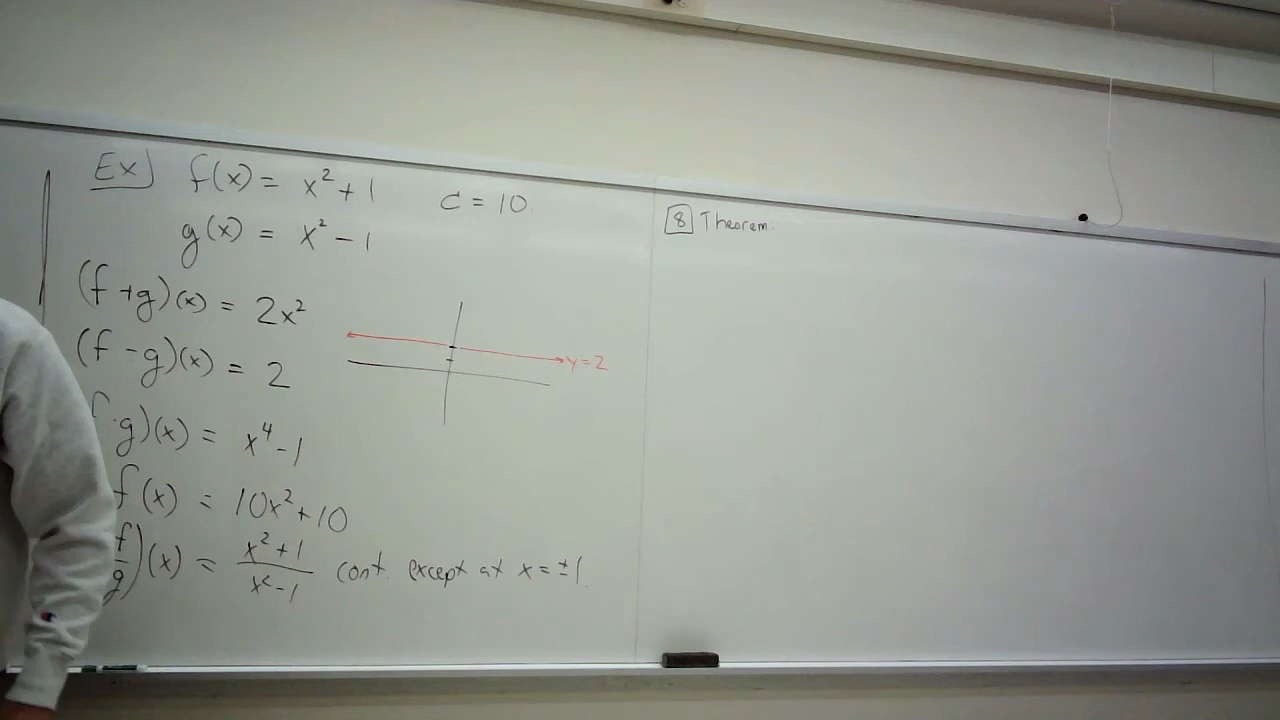 Ex] f(x) = x² + 1
C = 10
g(x) = x² - 1
(f + g)(x) = 2x²
(f - g)(x) = 2
y = 2
f·g)(x) = x⁴ - 1
f(x) = 10x² + 10
f/g)(x) = x² + 1 / x² - 1 cont. except at x = ± 1.
8 Theorem.